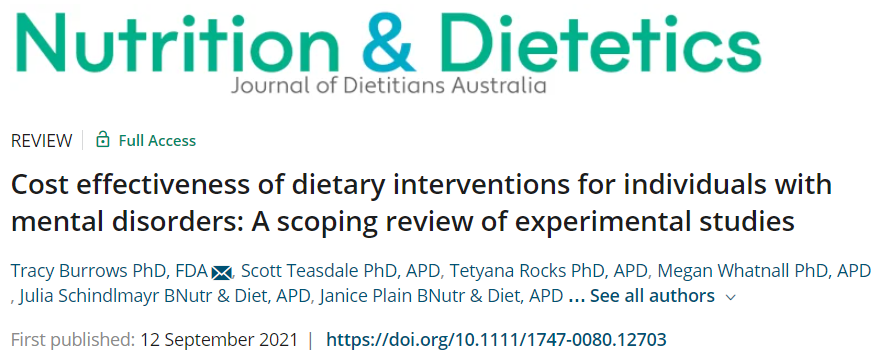 Nutrition & Dietetics
Journal of Dietitians Australia
REVIEW | Full Access
Cost effectiveness of dietary interventions for individuals with
mental disorders: A scoping review of experimental studies
Tracy Burrows PhD, FDA, Scott Teasdale PhD, APD, Tetyana Rocks PhD, APD, Megan Whatnall PhD, APD
, Julia Schindlmayr BNutr & Diet, APD, Janice Plain BNutr & Diet, APD ... See all authors
First published: 12 September 2021 | https://doi.org/10.1111/1747-0080.12703